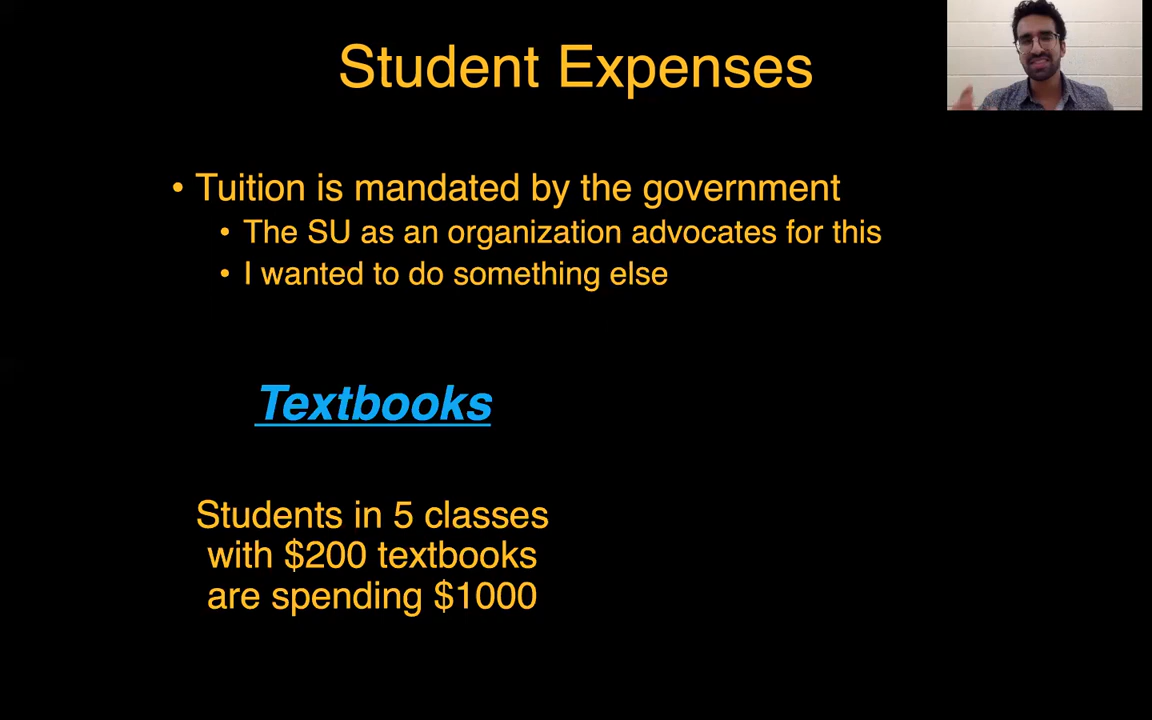 Student Expenses
• Tuition is mandated by the government
• The SU as an organization advocates for this
• I wanted to do something else
Textbooks
Students in 5 classes
with $200 textbooks
are spending $1000